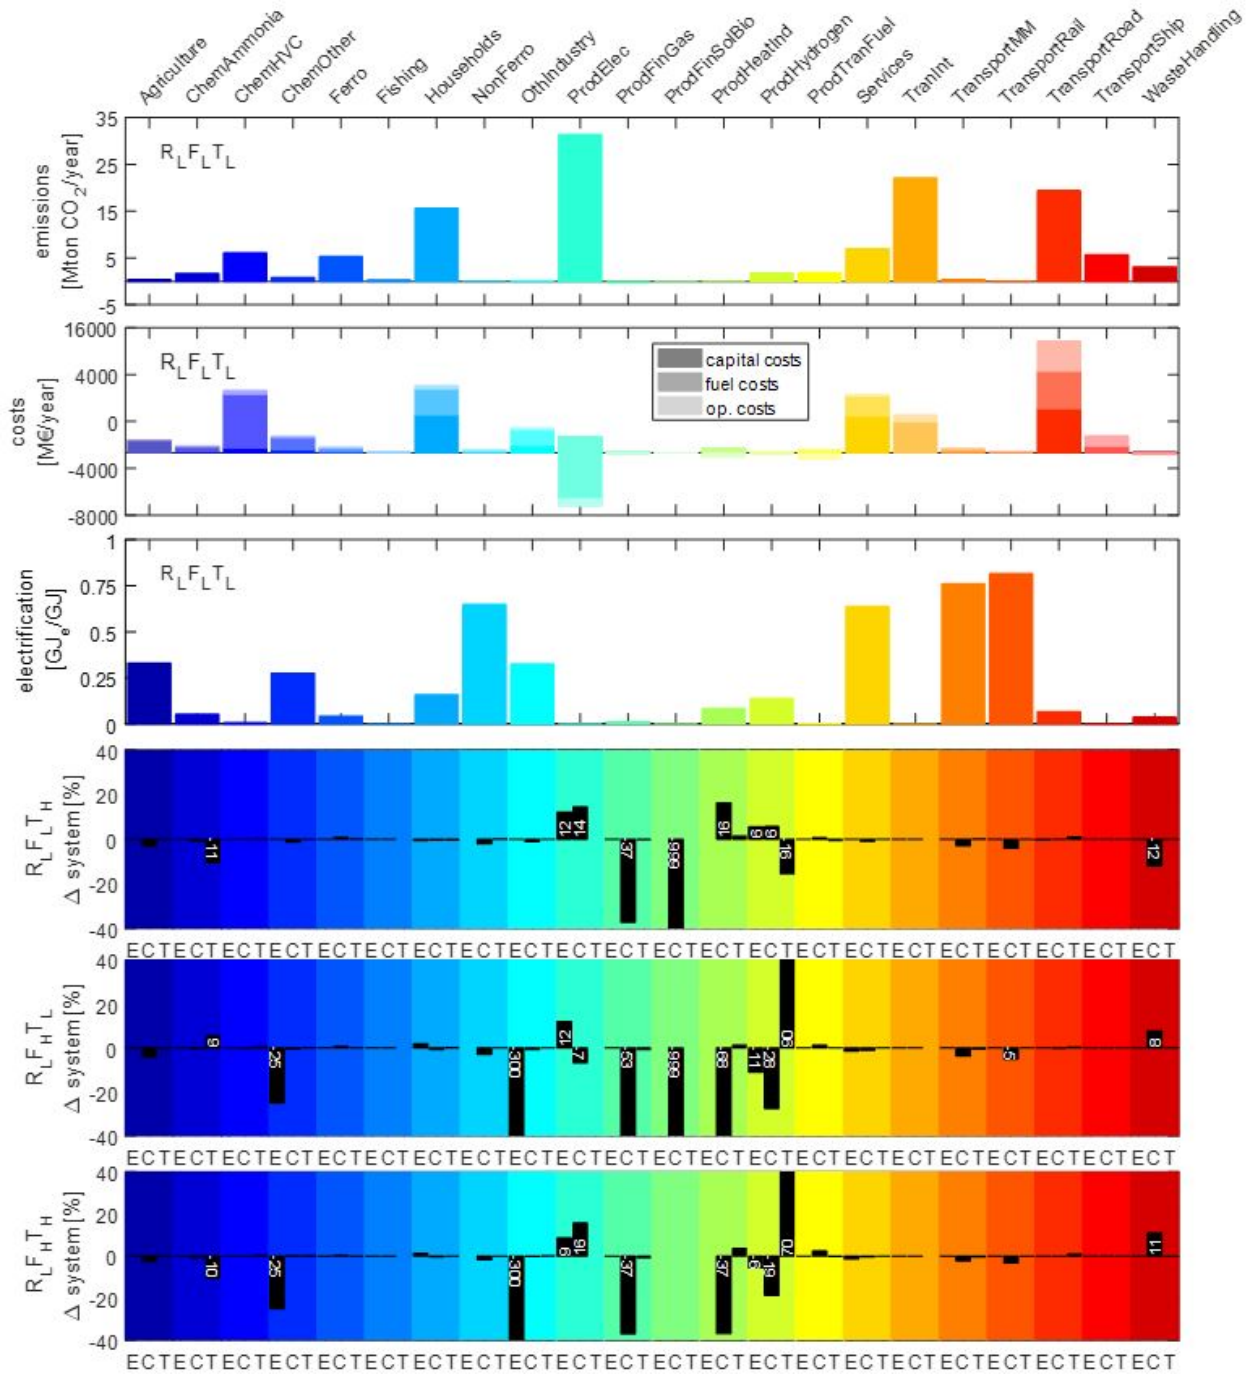 Agriculture
ChemAmmonia
ChemHVC
ChemOther
Ferro
Fishing
Households
NonFerro
OthIndustry
ProdElec
ProdFinGas
ProdFinSolBio
ProdHeatInd
ProdHydrogen
ProdTranFuel
Services
TranInt
TransportMM
TransportRail
TransportRoad
TransportShip
WasteHandling
emissions
[Mton CO2/year]
35
25
15
5
-5
RLFLTL
costs
[M€/year]
16000
4000
0
-4000
-8000
RLFLTL
capital costs
fuel costs
op. costs
electrification
[GJe/GJ]
1
0.75
0.5
0.25
0
RLFLTL
RLFLTH
Δ system [%]
40
20
0
-20
-40
-11 12 14 -37 -999 16 6 6 -16 -12
ECTECTECTECTECTECTECTECTECTECTECTECTECTECTECTECTECTECTECTECTECTECT
RLFHTL
Δ system [%]
40
20
0
-20
-40
6 -25 -300 12 -7 -53 -999 -68 -11 -28 90 -5 8
ECTECTECTECTECTECTECTECTECTECTECTECTECTECTECTECTECTECTECTECTECTECT
RLFHTH
Δ system [%]
40
20
0
-20
-40
-10 -25 -300 9 16 -37 -37 -6 -19 70 11
ECTECTECTECTECTECTECTECTECTECTECTECTECTECTECTECTECTECTECTECTECTECT